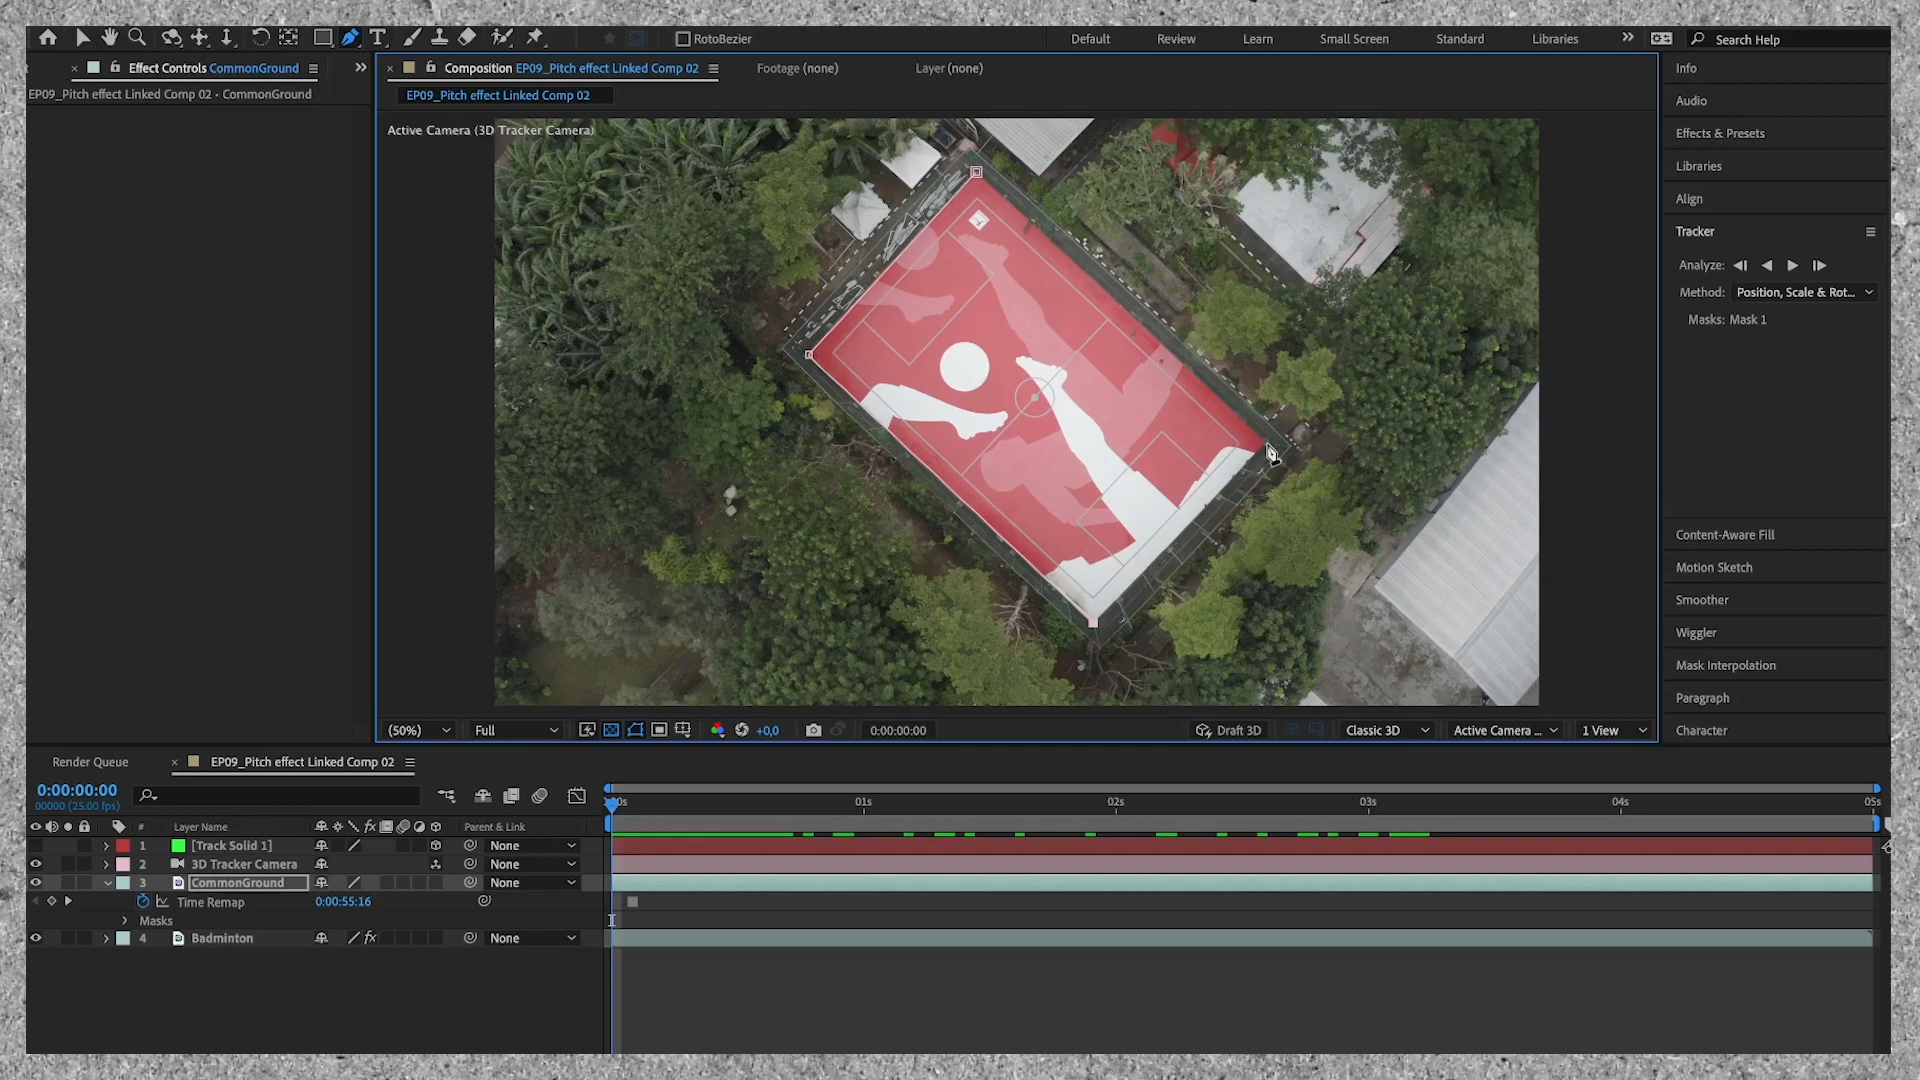 RotoBezier
Default
Review
Learn
Small Screen
Standard
Libraries
Search Help
Effect Controls CommonGround
Composition EP09_Pitch effect Linked Comp 02
Footage (none)
Layer (none)
EP09_Pitch effect Linked Comp 02 • CommonGround
EP09_Pitch effect Linked Comp 02
Active Camera (3D Tracker Camera)
Info
Audio
Effects & Presets
Libraries
Align
Tracker
Analyze:
Method: Position, Scale & Rot...
Masks: Mask 1
Content-Aware Fill
Motion Sketch
Smoother
Wiggler
Mask Interpolation
Paragraph
Character
(50%)
Full
+0,0
0:00:00:00
Draft 3D
Classic 3D
Active Camera ...
1 View
Render Queue
EP09_Pitch effect Linked Comp 02
0:00:00:00
00000 (25.00 fps)
01s
02s
03s
04s
05s
# Layer Name
fx
Parent & Link
1 [Track Solid 1] None
2 3D Tracker Camera None
3 CommonGround None
Time Remap 0:00:55:16
Masks
4 Badminton fx None